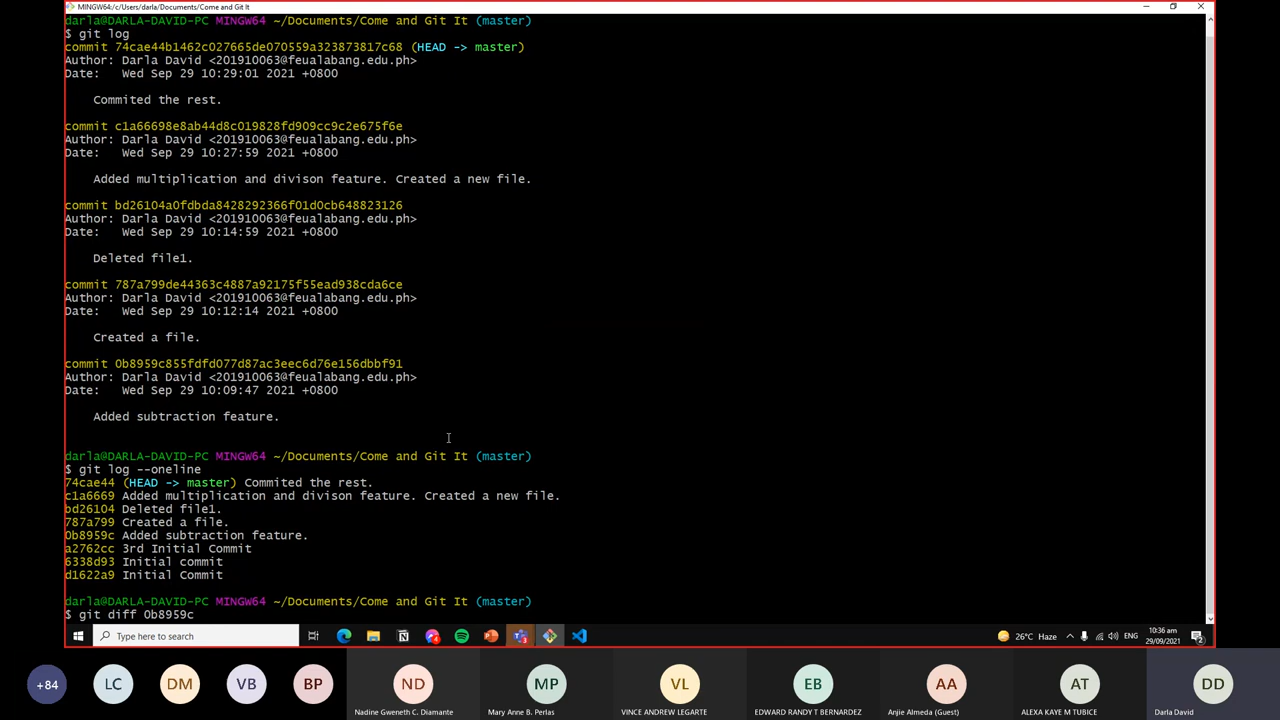 MINGW64:/c/Users/darla/Documents/Come and Git It
darla@DARLA-DAVID-PC MINGW64 ~/Documents/Come and Git It (master)
$ git log
commit 74cae44b1462c027665de070559a323873817c68 (HEAD -> master)
Author: Darla David <201910063@feualabang.edu.ph>
Date:   Wed Sep 29 10:29:01 2021 +0800
Commited the rest.
commit c1a66698e8ab44d8c019828fd909cc9c2e675f6e
Author: Darla David <201910063@feualabang.edu.ph>
Date:   Wed Sep 29 10:27:59 2021 +0800
Added multiplication and divison feature. Created a new file.
commit bd26104a0fdbda8428292366f01d0cb648823126
Author: Darla David <201910063@feualabang.edu.ph>
Date:   Wed Sep 29 10:14:59 2021 +0800
Deleted file1.
commit 787a799de44363c4887a92175f55ead938cda6ce
Author: Darla David <201910063@feualabang.edu.ph>
Date:   Wed Sep 29 10:12:14 2021 +0800
Created a file.
commit 0b8959c855fdfd077d87ac3eec6d76e156dbbf91
Author: Darla David <201910063@feualabang.edu.ph>
Date:   Wed Sep 29 10:09:47 2021 +0800
Added subtraction feature.
darla@DARLA-DAVID-PC MINGW64 ~/Documents/Come and Git It (master)
$ git log --oneline
74cae44 (HEAD -> master) Commited the rest.
c1a6669 Added multiplication and divison feature. Created a new file.
bd26104 Deleted file1.
787a799 Created a file.
0b8959c Added subtraction feature.
a2762cc 3rd Initial Commit
6338d93 Initial commit
d1622a9 Initial Commit
darla@DARLA-DAVID-PC MINGW64 ~/Documents/Come and Git It (master)
$ git diff 0b8959c
Type here to search
26°C Haze
ENG
10:36 am
29/09/2021
+84
LC
DM
VB
BP
ND
MP
VL
EB
AA
AT
DD
Nadine Gweneth C. Diamante
Mary Anne B. Perlas
VINCE ANDREW LEGARTE
EDWARD RANDY T BERNARDEZ
Anjie Almeda (Guest)
ALEXA KAYE M TUBICE
Darla David